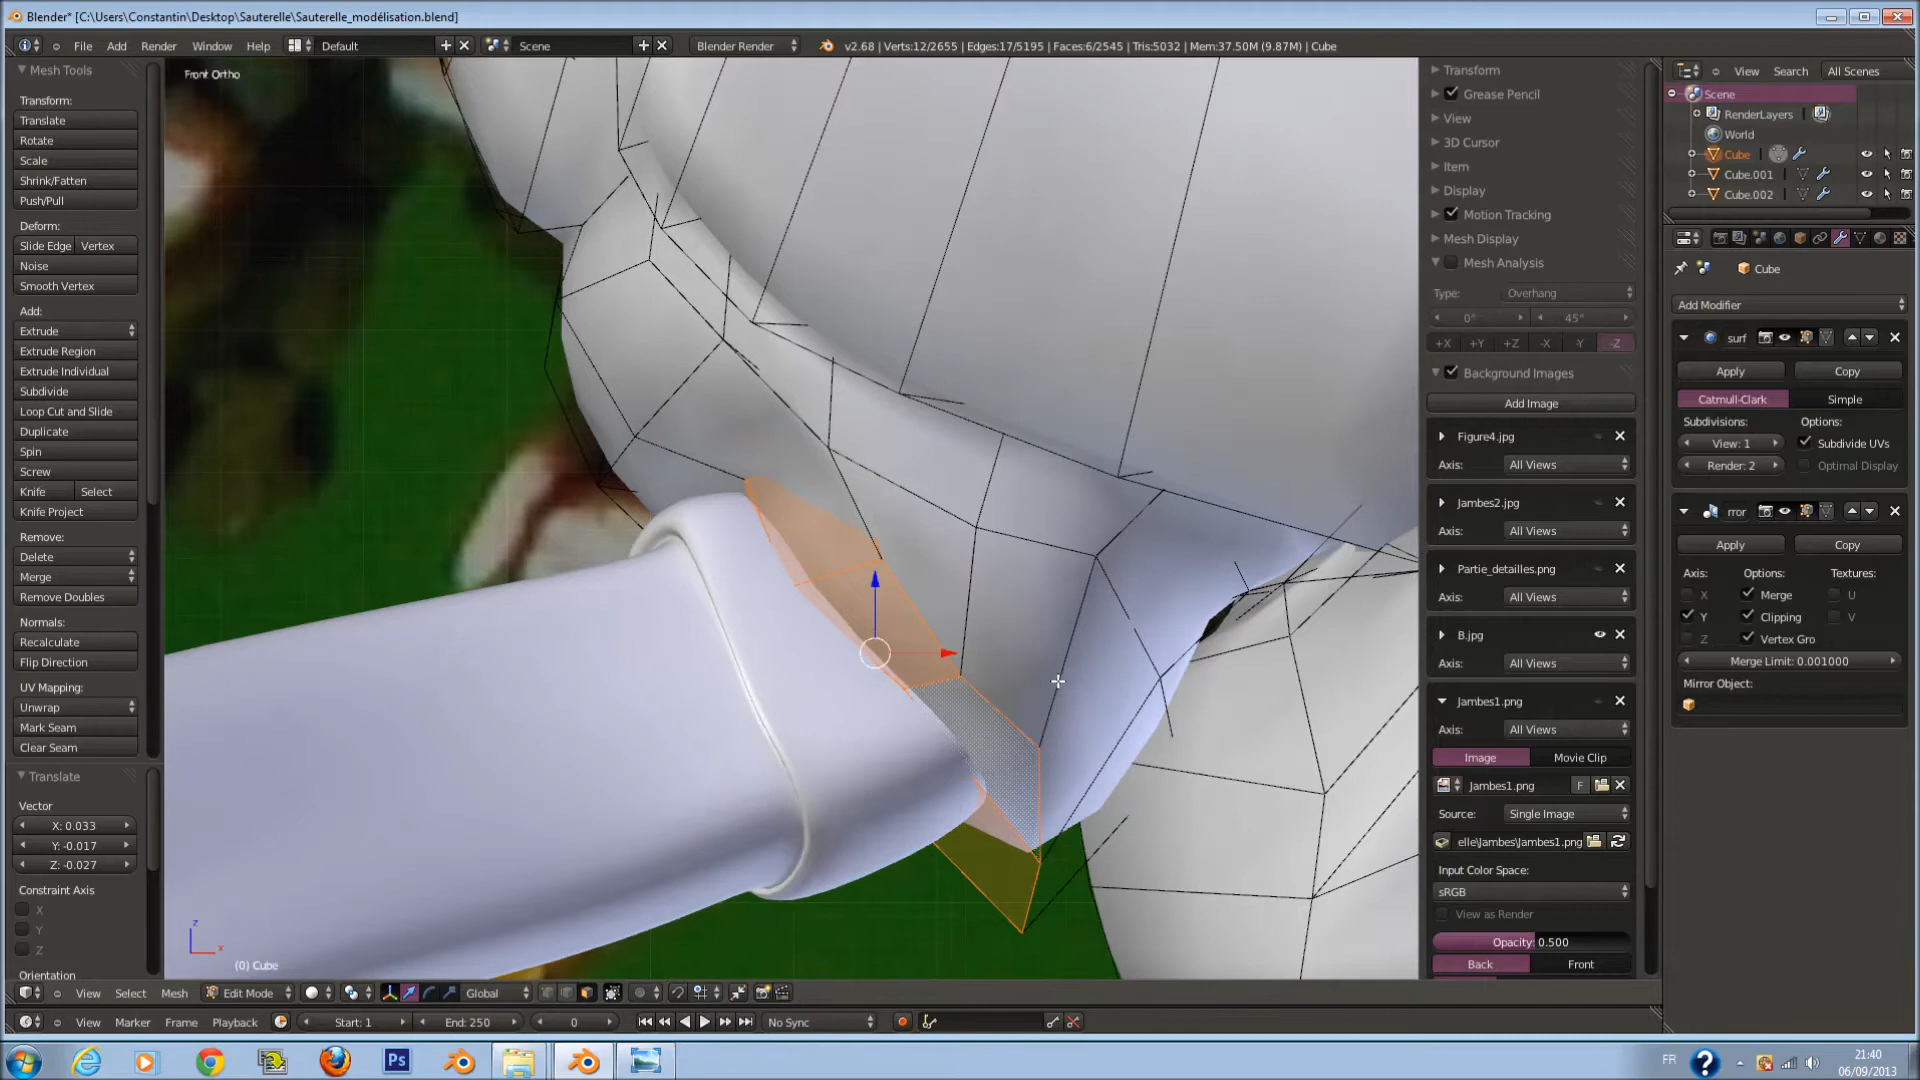 Blender* [C:\Users\Constantin\Desktop\Sauterelle\Sauterelle_modélisation.blend]
File Add Render Window Help Default Scene Blender Render v2.68 | Verts:12/2655 | Edges:17/5195 | Faces:6/2545 | Tris:5032 | Mem:37.50M (9.87M) | Cube
Mesh Tools
Transform:
Translate
Rotate
Scale
Shrink/Fatten
Push/Pull
Deform:
Slide Edge Vertex
Noise
Smooth Vertex
Add:
Extrude
Extrude Region
Extrude Individual
Subdivide
Loop Cut and Slide
Duplicate
Spin
Screw
Knife Select
Knife Project
Remove:
Delete
Merge
Remove Doubles
Normals:
Recalculate
Flip Direction
UV Mapping:
Unwrap
Mark Seam
Clear Seam
Translate
Vector
X: 0.033
Y: -0.017
Z: -0.027
Constraint Axis
X
Y
Z
Orientation
Front Ortho
z
x
(0) Cube
Transform
Grease Pencil
View
3D Cursor
Item
Display
Motion Tracking
Mesh Display
Mesh Analysis
Type: Overhang
0° 45°
+X +Y +Z -X -Y -Z
Background Images
Add Image
Figure4.jpg
Axis: All Views
Jambes2.jpg
Axis: All Views
Partie_detailles.png
Axis: All Views
B.jpg
Axis: All Views
Jambes1.png
Axis: All Views
Image Movie Clip
Jambes1.png F
Source: Single Image
elle\Jambes\Jambes1.png
Input Color Space:
sRGB
View as Render
Opacity: 0.500
Back Front
View Search All Scenes
Scene
RenderLayers
World
Cube
Cube.001
Cube.002
Cube
Add Modifier
surf
Apply Copy
Catmull-Clark Simple
Subdivisions: Options:
View: 1 Subdivide UVs
Render: 2 Optimal Display
rror
Apply Copy
Axis: Options: Textures:
X Merge U
Y Clipping V
Z Vertex Gro
Merge Limit: 0.001000
Mirror Object:
View Select Mesh Edit Mode Global
View Marker Frame Playback Start: 1 End: 250 0 No Sync
Ps
FR
?
21:40
06/09/2013